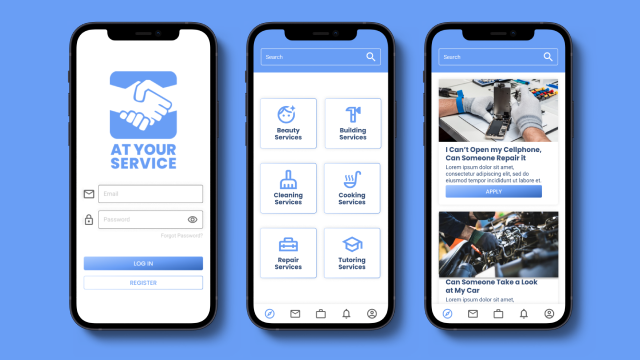 AT YOUR
SERVICE
Email
Password
Forgot Password?
LOG IN
REGISTER
Search
Beauty
Services
Building
Services
Cleaning
Services
Cooking
Services
Repair
Services
Tutoring
Services
Search
I Can't Open my Cellphone,
Can Someone Repair it
Lorem ipsum dolor sit amet,
consectetur adipiscing elit, sed do
eiusmod tempor incididunt ut labore et.
APPLY
Can Someone Take a Look
at My Car
Lorem ipsum dolor sit amet,